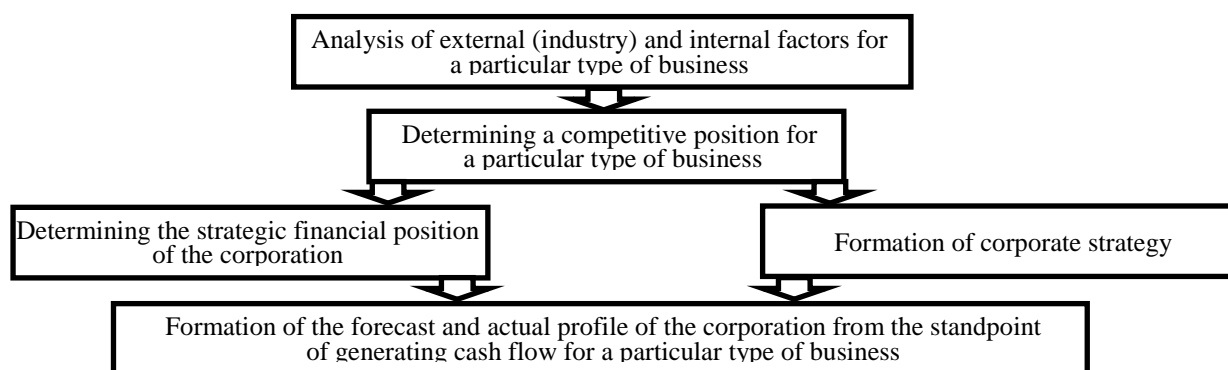 Analysis of external (industry) and internal factors for
a particular type of business
Determining a competitive position for
a particular type of business
Determining the strategic financial position
of the corporation
Formation of corporate strategy
Formation of the forecast and actual profile of the corporation from the standpoint
of generating cash flow for a particular type of business